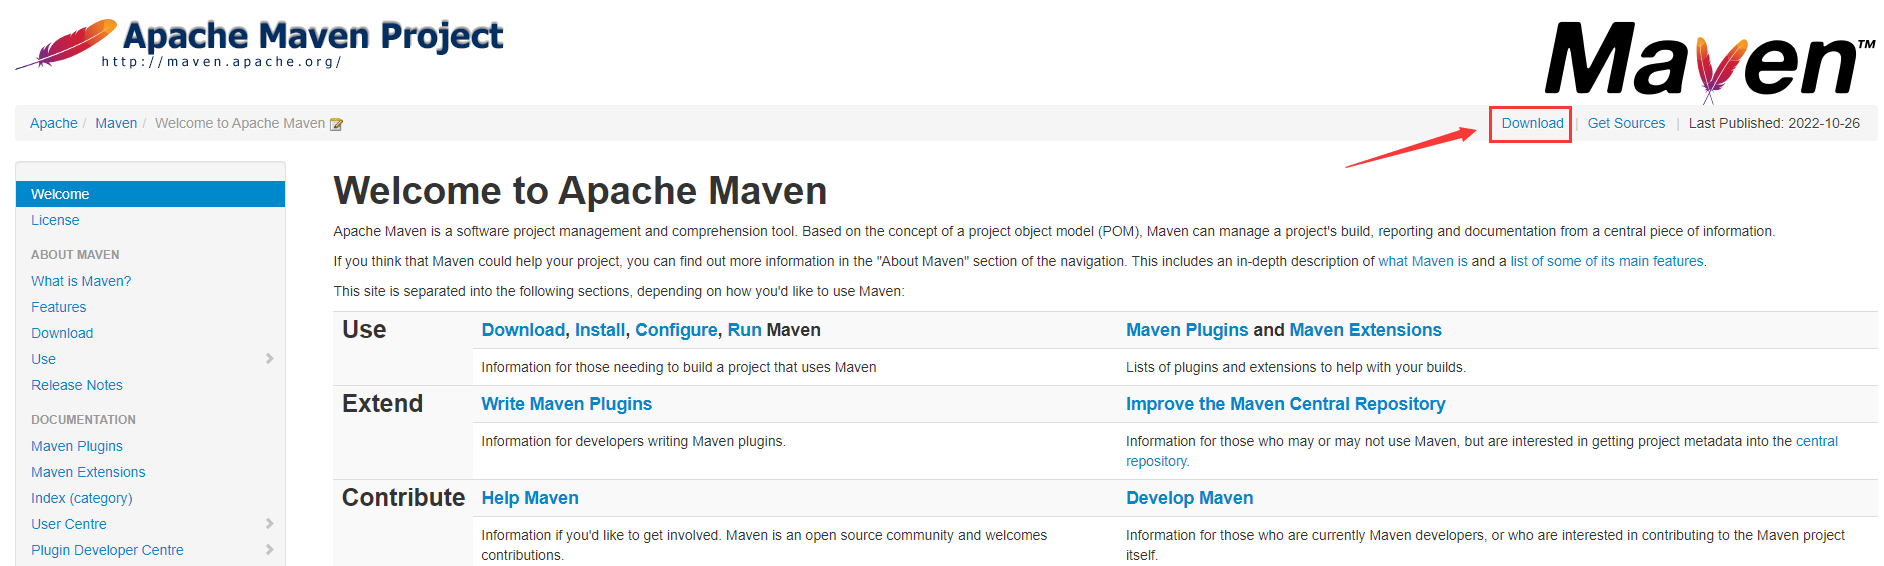 Apache Maven Project
http://maven.apache.org/
Maven™
Apache / Maven / Welcome to Apache Maven
Download | Get Sources | Last Published: 2022-10-26
Welcome
License
ABOUT MAVEN
What is Maven?
Features
Download
Use
Release Notes
DOCUMENTATION
Maven Plugins
Maven Extensions
Index (category)
User Centre
Plugin Developer Centre
Welcome to Apache Maven
Apache Maven is a software project management and comprehension tool. Based on the concept of a project object model (POM), Maven can manage a project's build, reporting and documentation from a central piece of information.
If you think that Maven could help your project, you can find out more information in the "About Maven" section of the navigation. This includes an in-depth description of what Maven is and a list of some of its main features.
This site is separated into the following sections, depending on how you'd like to use Maven:
Use
Download, Install, Configure, Run Maven
Information for those needing to build a project that uses Maven
Maven Plugins and Maven Extensions
Lists of plugins and extensions to help with your builds.
Extend
Write Maven Plugins
Information for developers writing Maven plugins.
Improve the Maven Central Repository
Information for those who may or may not use Maven, but are interested in getting project metadata into the central
repository.
Contribute
Help Maven
Information if you'd like to get involved. Maven is an open source community and welcomes
contributions.
Develop Maven
Information for those who are currently Maven developers, or who are interested in contributing to the Maven project
itself.